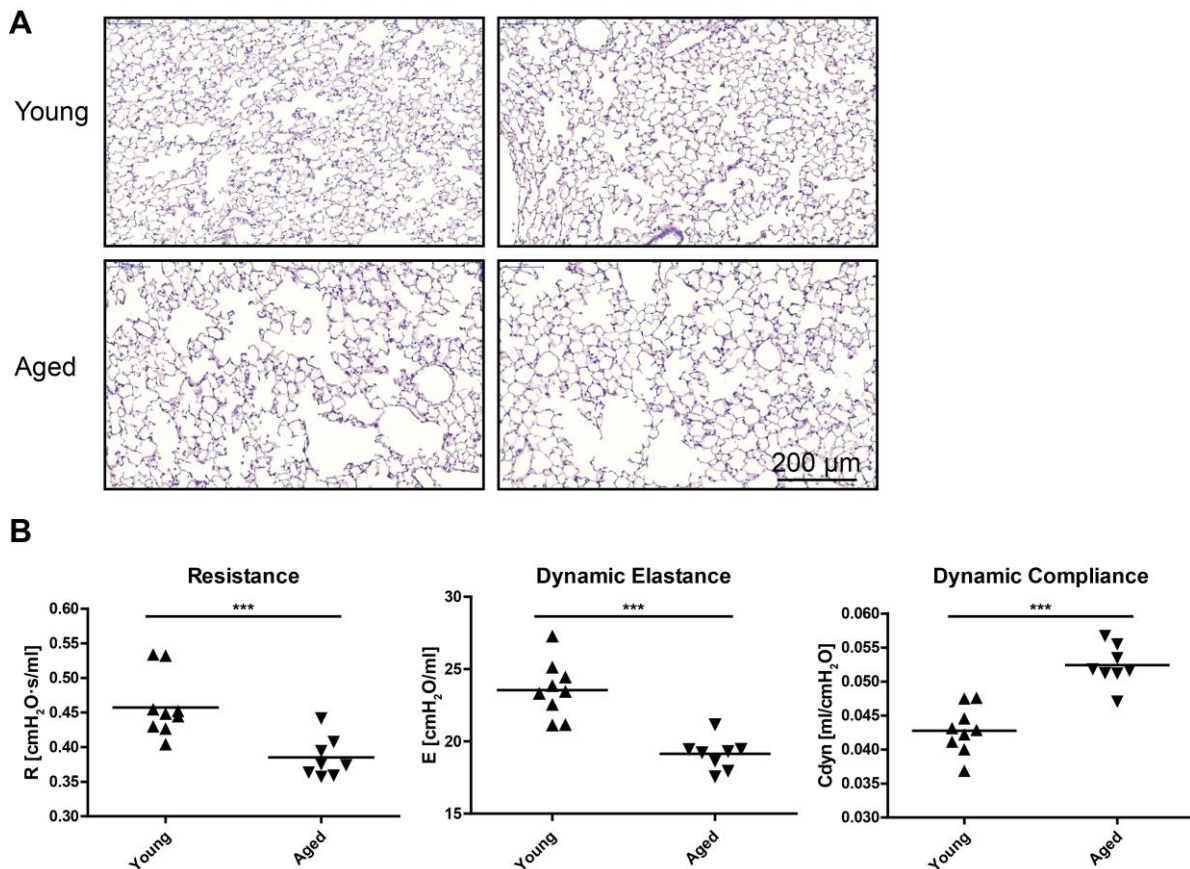 A
Young
Aged
200 µm
B
Resistance
***
R [cmH₂O·s/ml]
0.60
0.55
0.50
0.45
0.40
0.35
0.30
Young
Aged
Dynamic Elastance
***
E [cmH₂O/ml]
30
25
20
15
Young
Aged
Dynamic Compliance
***
Cdyn [ml/cmH₂O]
0.060
0.055
0.050
0.045
0.040
0.035
0.030
Young
Aged